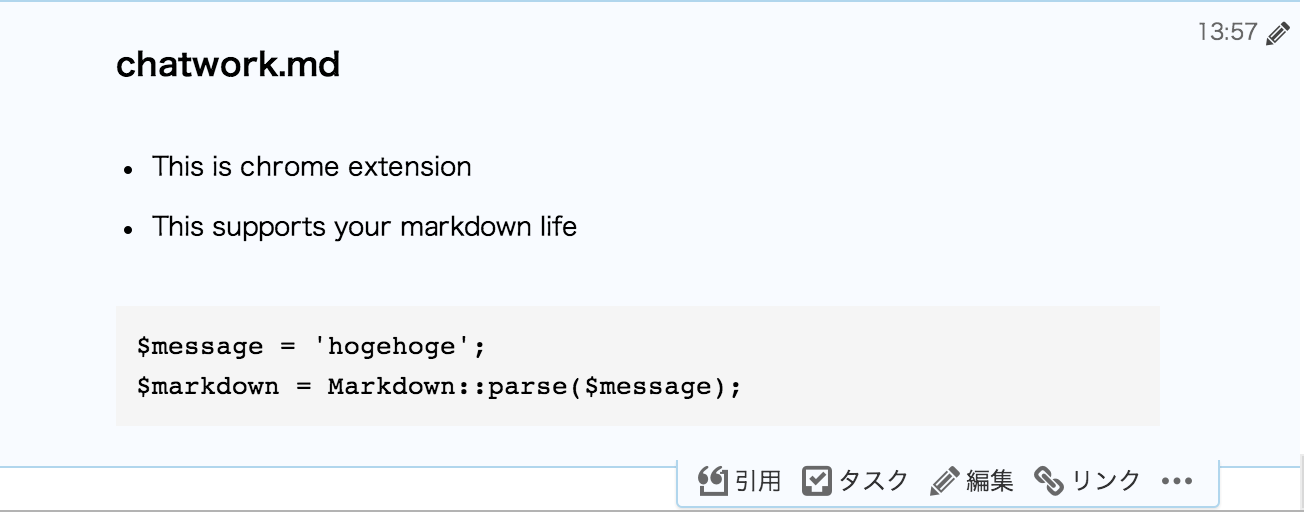 13:57
chatwork.md
• This is chrome extension
• This supports your markdown life
$message = 'hogehoge';
$markdown = Markdown::parse($message);
引用 タスク 編集 リンク •••